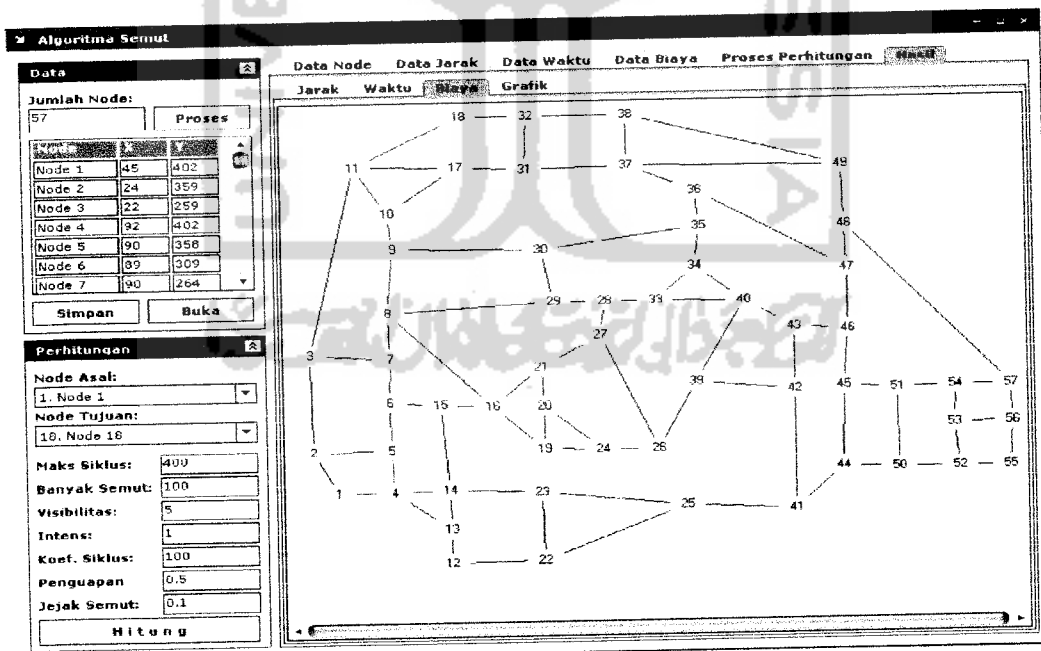 Algoritma Semut
Data
Jumlah Node:
57
Proses
Node X Y
Node 1 45 402
Node 2 24 359
Node 3 22 259
Node 4 92 402
Node 5 90 358
Node 6 89 309
Node 7 90 264
Simpan Buka
Perhitungan
Node Asal:
1. Node 1
Node Tujuan:
18. Node 18
Maks Siklus: 400
Banyak Semut: 100
Visibilitas: 5
Intens: 1
Koef. Siklus: 100
Penguapan 0.5
Jejak Semut: 0.1
Hitung
Data Node Data Jarak Data Waktu Data Biaya Proses Perhitungan Hasil
Jarak Waktu Biaya Grafik
18 32 38
11 17 31 37 49
36
10 35 48
9 30 34 47
8 29 28 33 40
27 43 46
3 7 21 39 42 45 51 54 57
6 15 16 20 53 56
2 5 19 24 26 44 50 52 55
1 4 14 23 25 41
13
12 22